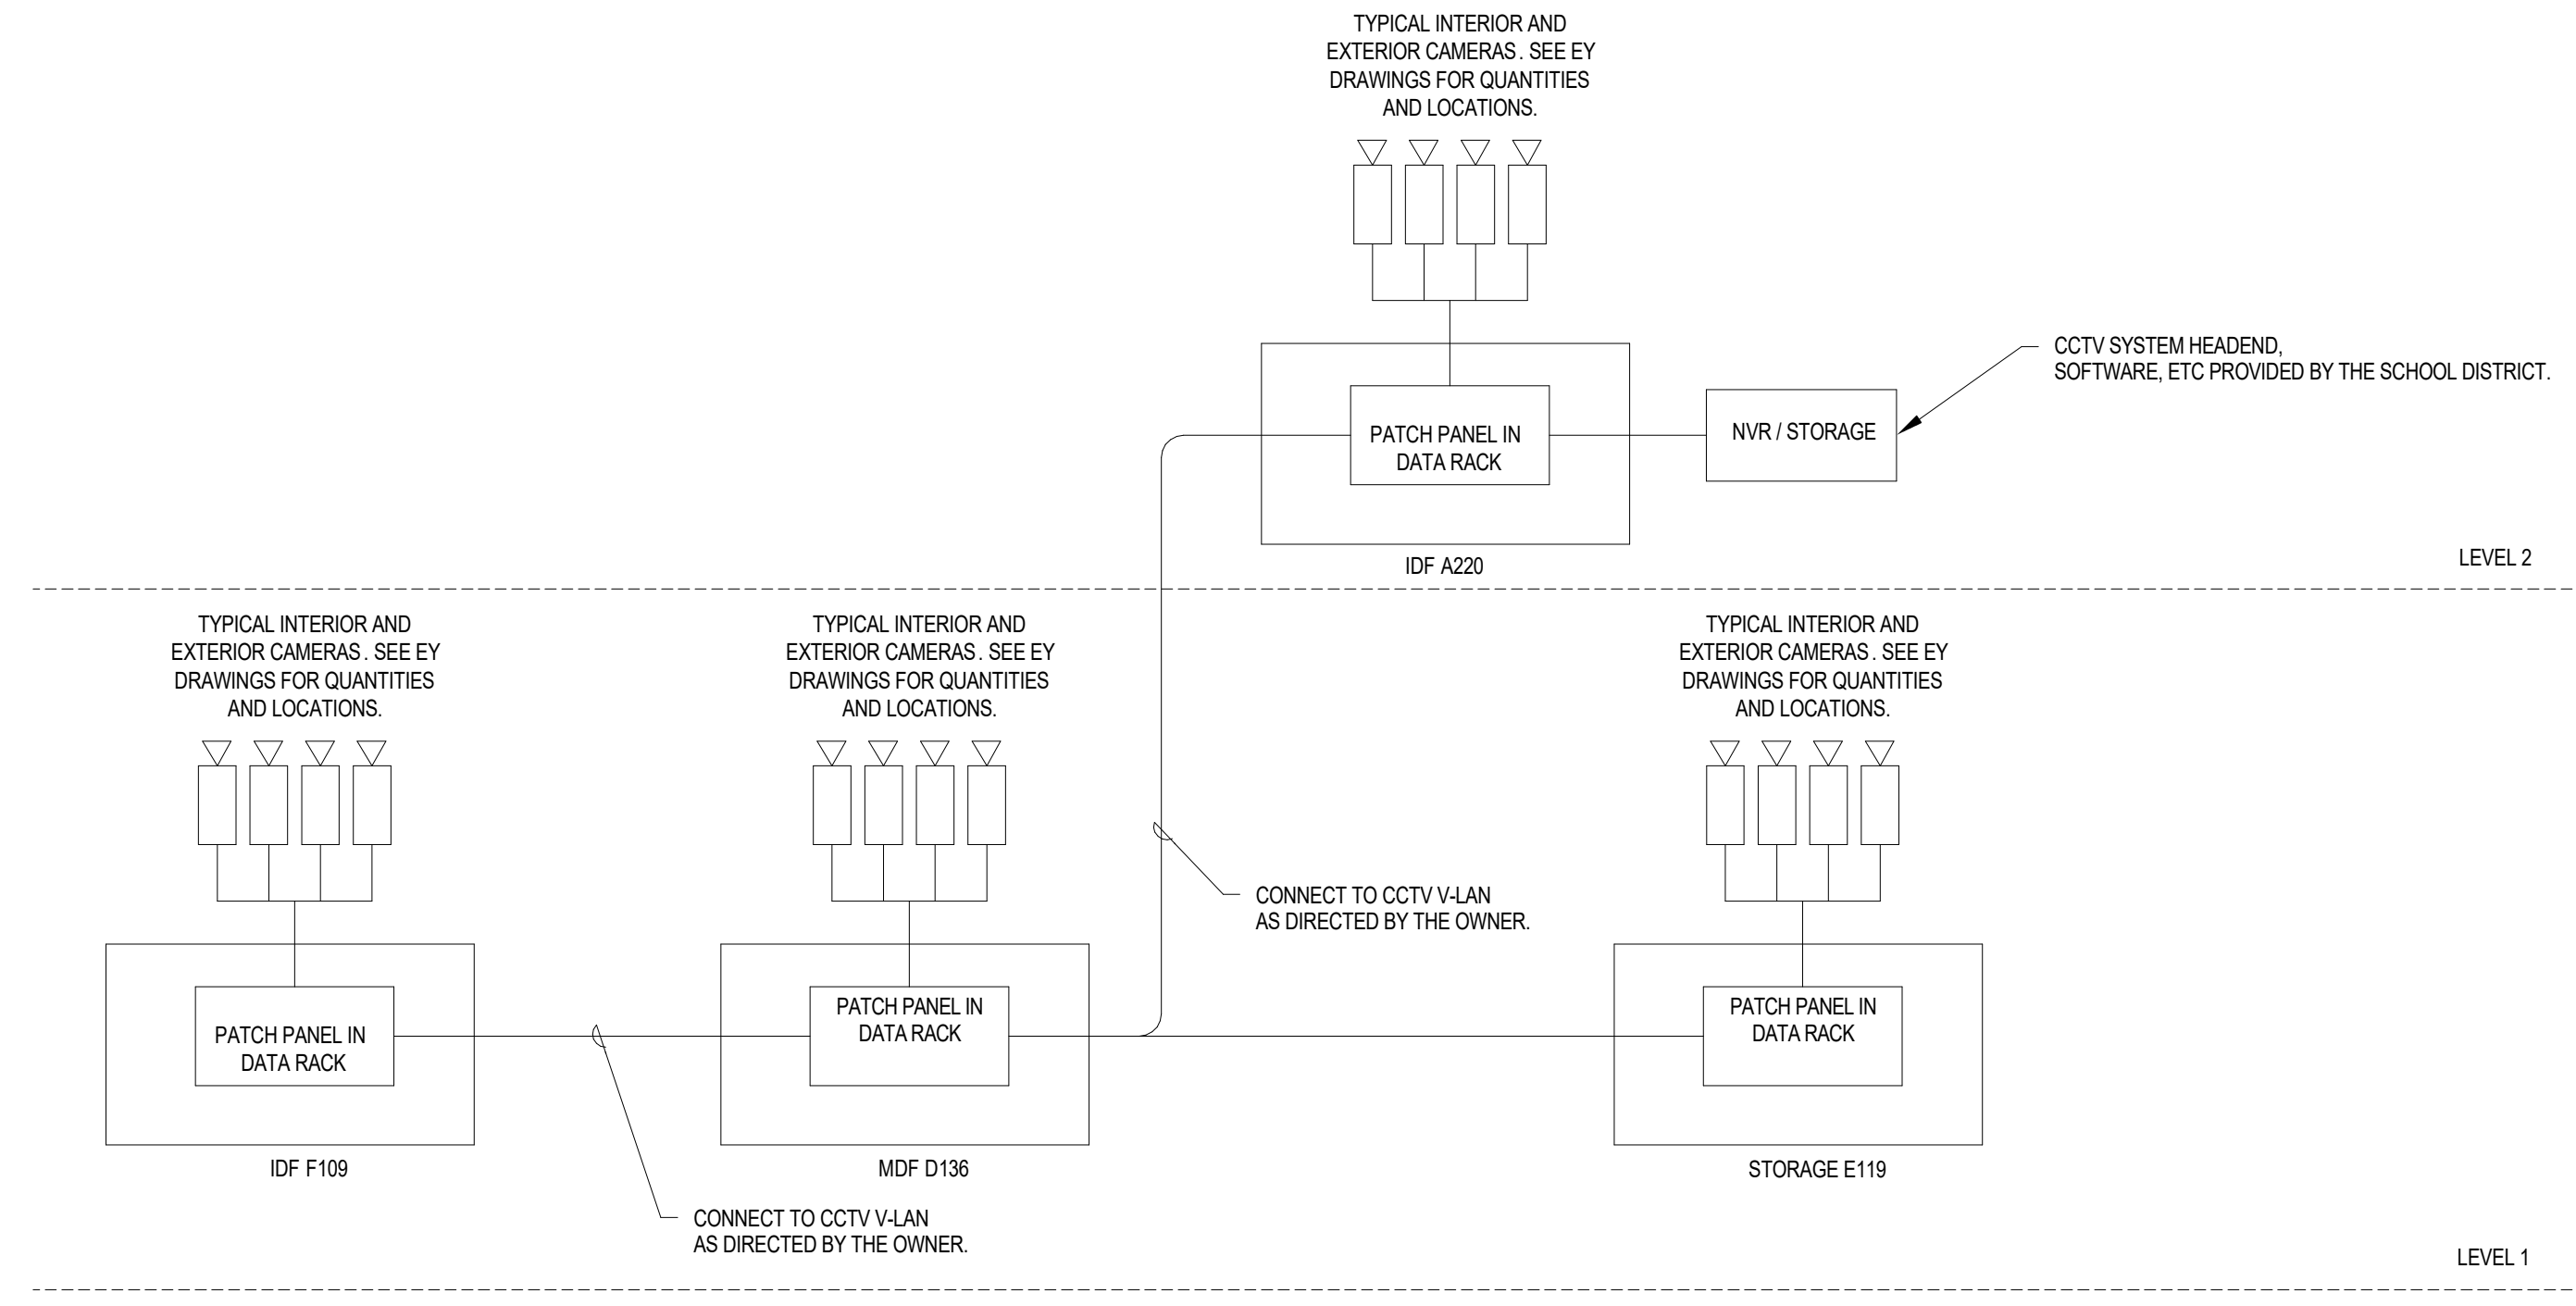 TYPICAL INTERIOR AND
EXTERIOR CAMERAS. SEE EY
DRAWINGS FOR QUANTITIES
AND LOCATIONS.
CCTV SYSTEM HEADEND,
SOFTWARE, ETC PROVIDED BY THE SCHOOL DISTRICT.
PATCH PANEL IN
DATA RACK
NVR / STORAGE
IDF A220
LEVEL 2
TYPICAL INTERIOR AND
EXTERIOR CAMERAS. SEE EY
DRAWINGS FOR QUANTITIES
AND LOCATIONS.
TYPICAL INTERIOR AND
EXTERIOR CAMERAS. SEE EY
DRAWINGS FOR QUANTITIES
AND LOCATIONS.
TYPICAL INTERIOR AND
EXTERIOR CAMERAS. SEE EY
DRAWINGS FOR QUANTITIES
AND LOCATIONS.
CONNECT TO CCTV V-LAN
AS DIRECTED BY THE OWNER.
PATCH PANEL IN
DATA RACK
PATCH PANEL IN
DATA RACK
PATCH PANEL IN
DATA RACK
IDF F109
MDF D136
STORAGE E119
CONNECT TO CCTV V-LAN
AS DIRECTED BY THE OWNER.
LEVEL 1